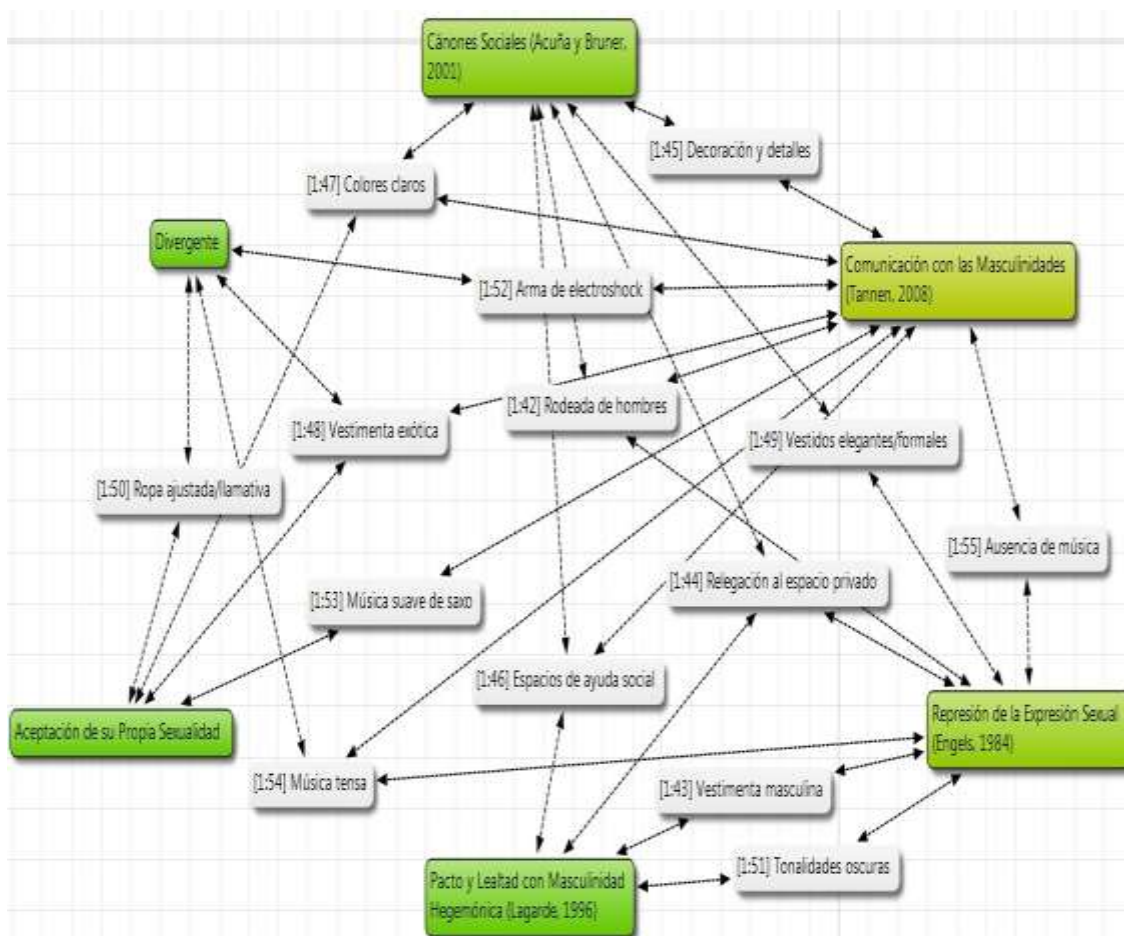 Cánones Sociales (Acuña y Bruner,
2001)
[1:45] Decoración y detalles
[1:47] Colores claros
Divergente
Comunicación con las Masculinidades
(Tannen, 2008)
[1:52] Arma de electroshock
[1:42] Rodeada de hombres
[1:48] Vestimenta exótica
[1:49] Vestidos elegantes/formales
[1:50] Ropa ajustada/llamativa
[1:55] Ausencia de música
[1:44] Relegación al espacio privado
[1:53] Música suave de saxo
[1:46] Espacios de ayuda social
Aceptación de su Propia Sexualidad
Represión de la Expresión Sexual
(Engels, 1984)
[1:54] Música tensa
[1:43] Vestimenta masculina
[1:51] Tonalidades oscuras
Pacto y Lealtad con Masculinidad
Hegemónica (Lagarde, 1996)